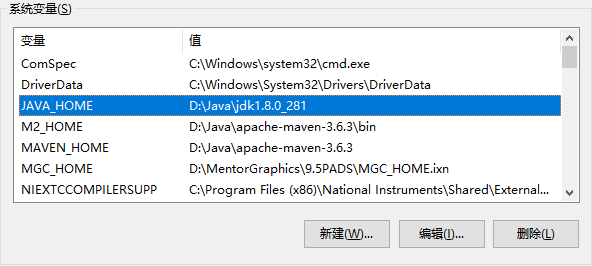 系统变量(S)
变量 值
ComSpec C:\Windows\system32\cmd.exe
DriverData C:\Windows\System32\Drivers\DriverData
JAVA_HOME D:\Java\jdk1.8.0_281
M2_HOME D:\Java\apache-maven-3.6.3\bin
MAVEN_HOME D:\Java\apache-maven-3.6.3
MGC_HOME D:\MentorGraphics\9.5PADS\MGC_HOME.ixn
NIEXTCCOMPILERSUPP C:\Program Files (x86)\National Instruments\Shared\External...
新建(W)... 编辑(I)... 删除(L)